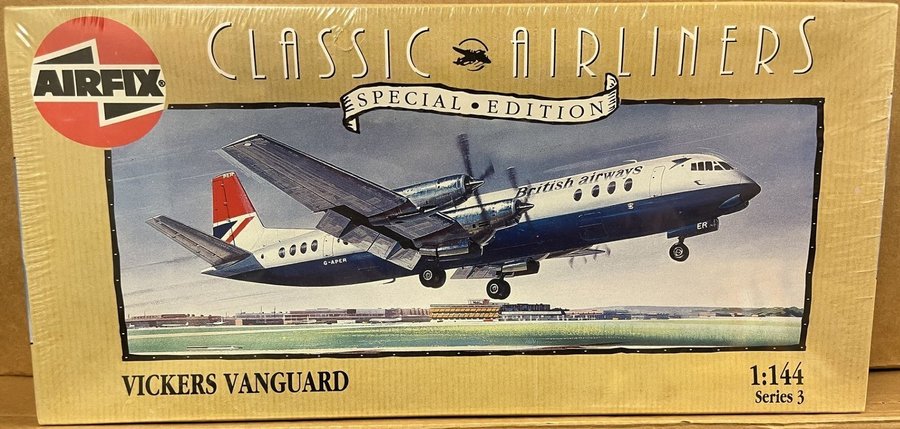 CLASSIC AIRLINERS
AIRFIX®
SPECIAL • EDITION
British airways
G-APER
ER
VICKERS VANGUARD
1:144
Series 3